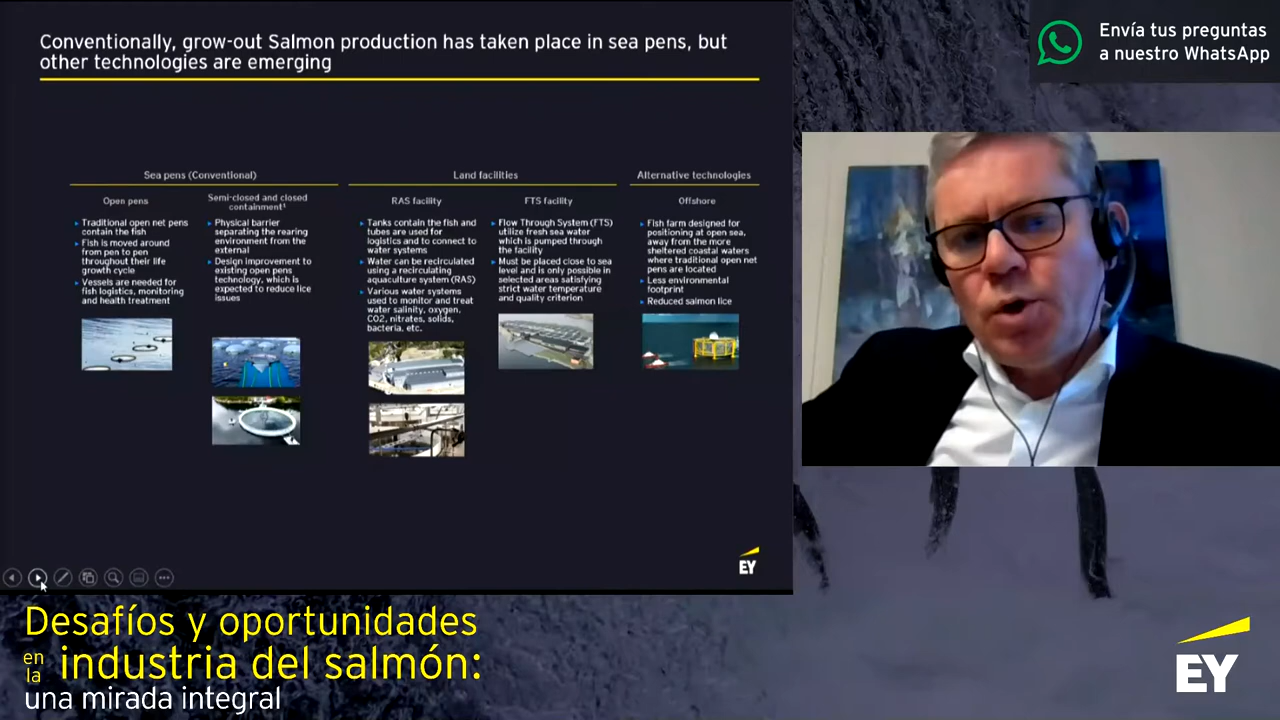 Conventionally, grow-out Salmon production has taken place in sea pens, but
other technologies are emerging
Sea pens (Conventional)
Open pens
▸ Traditional open net pens
contain the fish
▸ Fish is moved around
from pen to pen
throughout their life
growth cycle
▸ Vessels are needed for
fish logistics, monitoring
and health treatment
Semi-closed and closed
containment¹
▸ Physical barrier
separating the rearing
environment from the
external
▸ Design improvement to
existing open pens
technology, which is
expected to reduce lice
issues
Land facilities
RAS facility
▸ Tanks contain the fish and
tubes are used for
logistics and to connect to
water systems
▸ Water can be recirculated
using a recirculating
aquaculture system (RAS)
▸ Various water systems
used to monitor and treat
water salinity, oxygen,
CO2, nitrates, solids,
bacteria, etc.
FTS facility
▸ Flow Through System (FTS)
utilize fresh sea water
which is pumped through
the facility
▸ Must be placed close to sea
level and is only possible in
selected areas satisfying
strict water temperature
and quality criterion
Alternative technologies
Offshore
▸ Fish farm designed for
positioning at open sea,
away from the more
sheltered coastal waters
where traditional open net
pens are located
▸ Less environmental
footprint
▸ Reduced salmon lice
EY
Envía tus preguntas
a nuestro WhatsApp
Desafíos y oportunidades
en la industria del salmón:
una mirada integral
EY